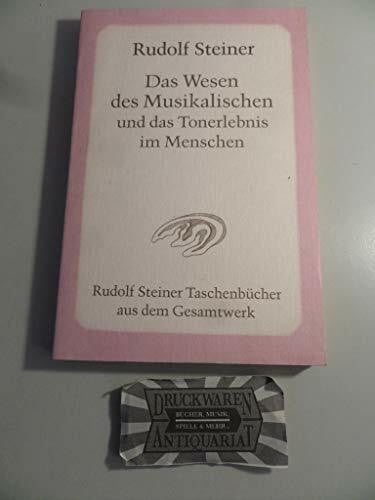 Rudolf Steiner
Das Wesen
des Musikalischen
und das Tonerlebnis
im Menschen
Rudolf Steiner Taschenbücher
aus dem Gesamtwerk
DRUCKWAREN
BÜCHER, MUSIK,
SPIELE & MEHR...
ANTIQUARIAT